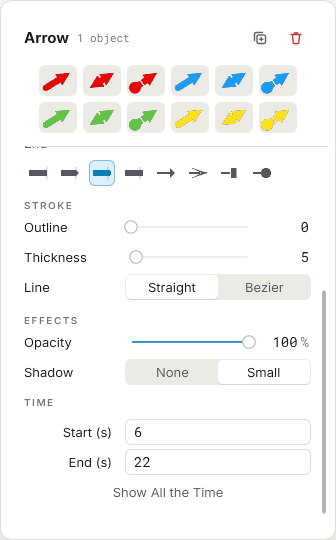 Arrow 1 object
STROKE
Outline 0
Thickness 5
Line Straight Bezier
EFFECTS
Opacity 100%
Shadow None Small
TIME
Start (s) 6
End (s) 22
Show All the Time